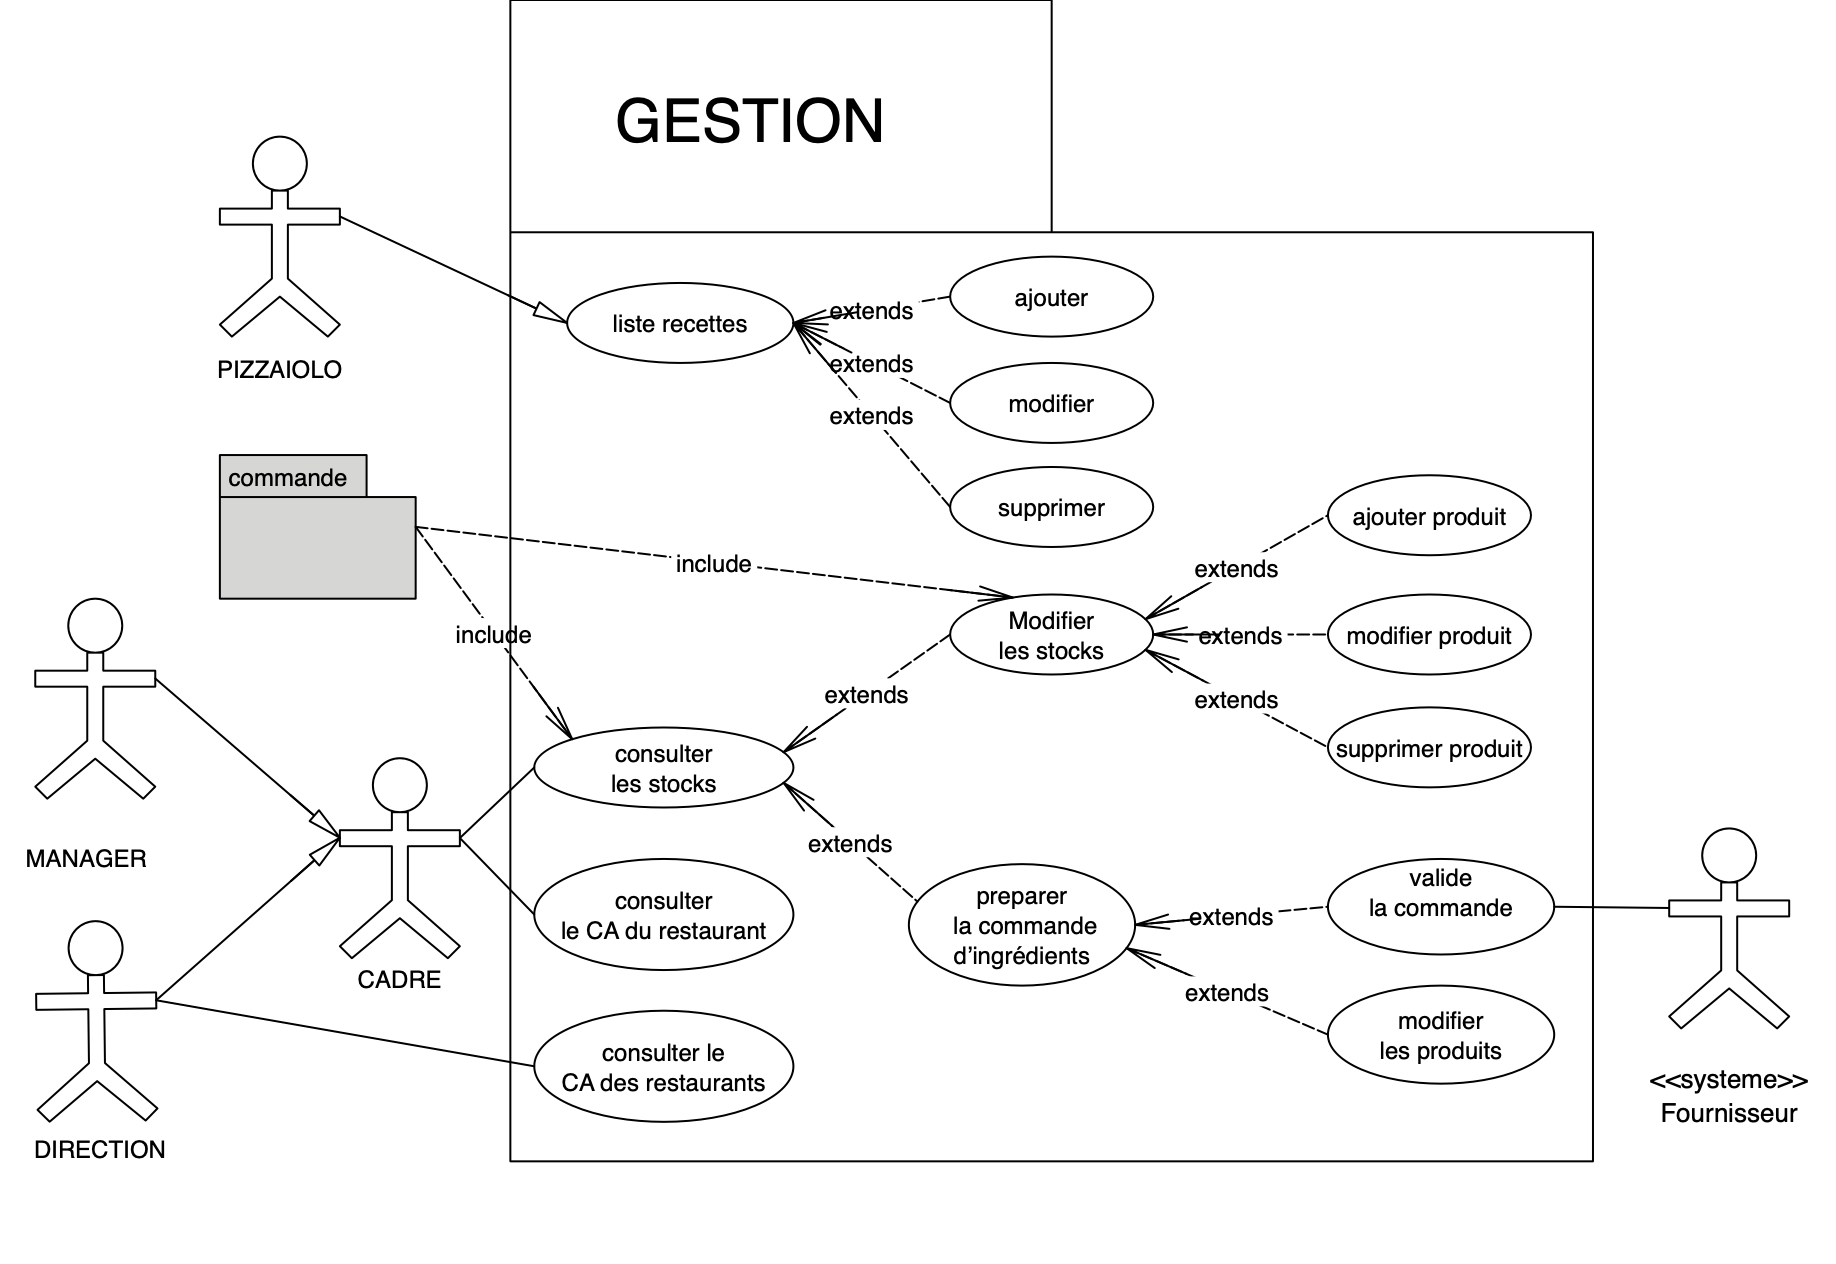 GESTION
PIZZAIOLO
liste recettes
extends
ajouter
extends
modifier
extends
supprimer
commande
include
include
Modifier
les stocks
extends
ajouter produit
extends
modifier produit
extends
supprimer produit
extends
MANAGER
consulter
les stocks
extends
CADRE
consulter
le CA du restaurant
preparer
la commande
d'ingrédients
extends
valide
la commande
extends
modifier
les produits
DIRECTION
consulter le
CA des restaurants
<<systeme>>
Fournisseur